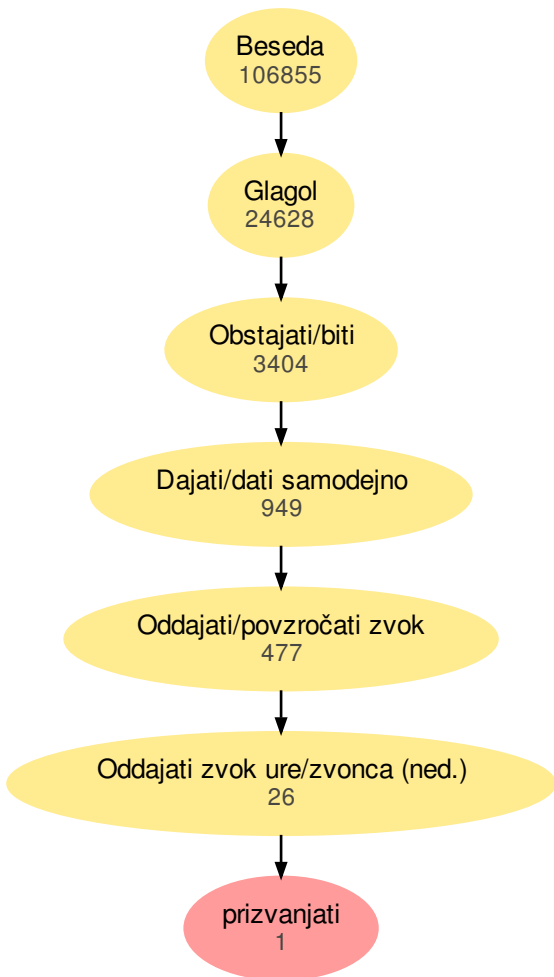 Beseda
106855
Glagol
24628
Obstajati/biti
3404
Dajati/dati samodejno
949
Oddajati/povzročati zvok
477
Oddajati zvok ure/zvonca (ned.)
26
prizvanjati
1